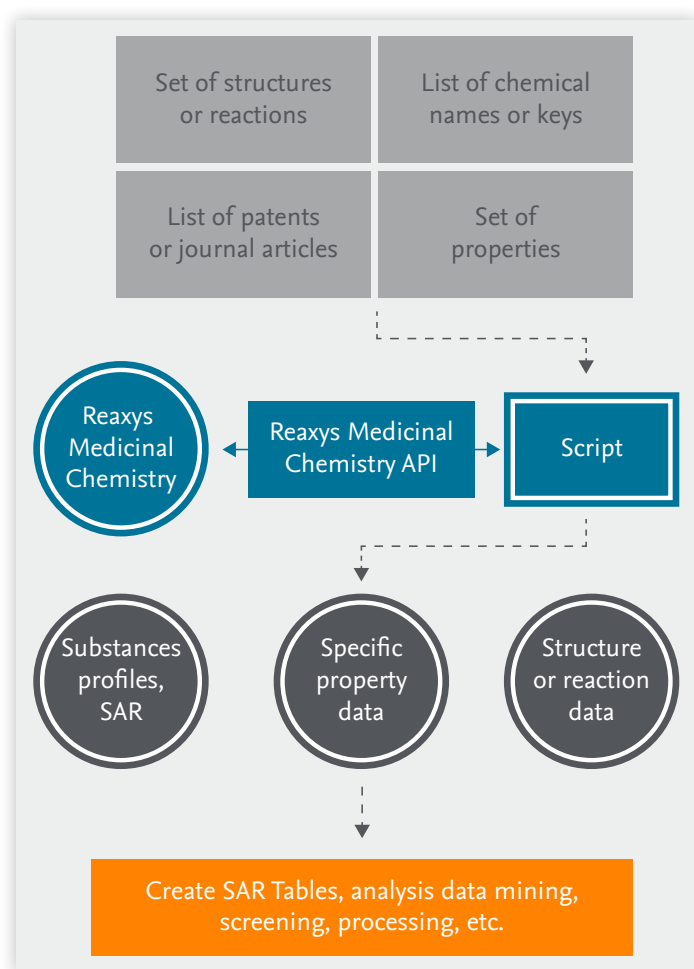 Set of structures
or reactions
List of chemical
names or keys
List of patents
or journal articles
Set of
properties
Reaxys
Medicinal
Chemistry
Reaxys Medicinal
Chemistry API
Script
Substances
profiles,
SAR
Specific
property
data
Structure
or reaction
data
Create SAR Tables, analysis data mining,
screening, processing, etc.